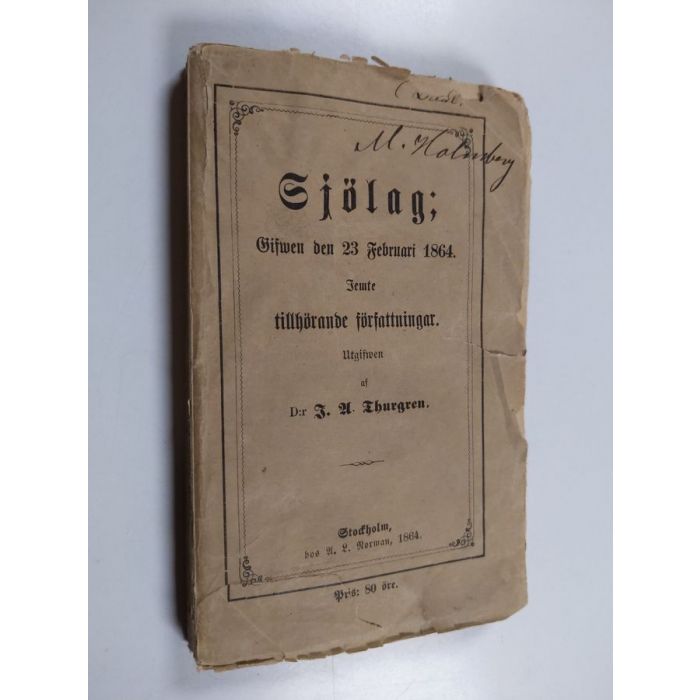 M. Holmberg
Sjölag;
Gifwen den 23 Februari 1864.
Jemte
tillhörande författningar.
Utgifwen
af
D:r J. A. Thurgren.
Stockholm,
hos A. L. Norman, 1864.
Pris: 80 öre.